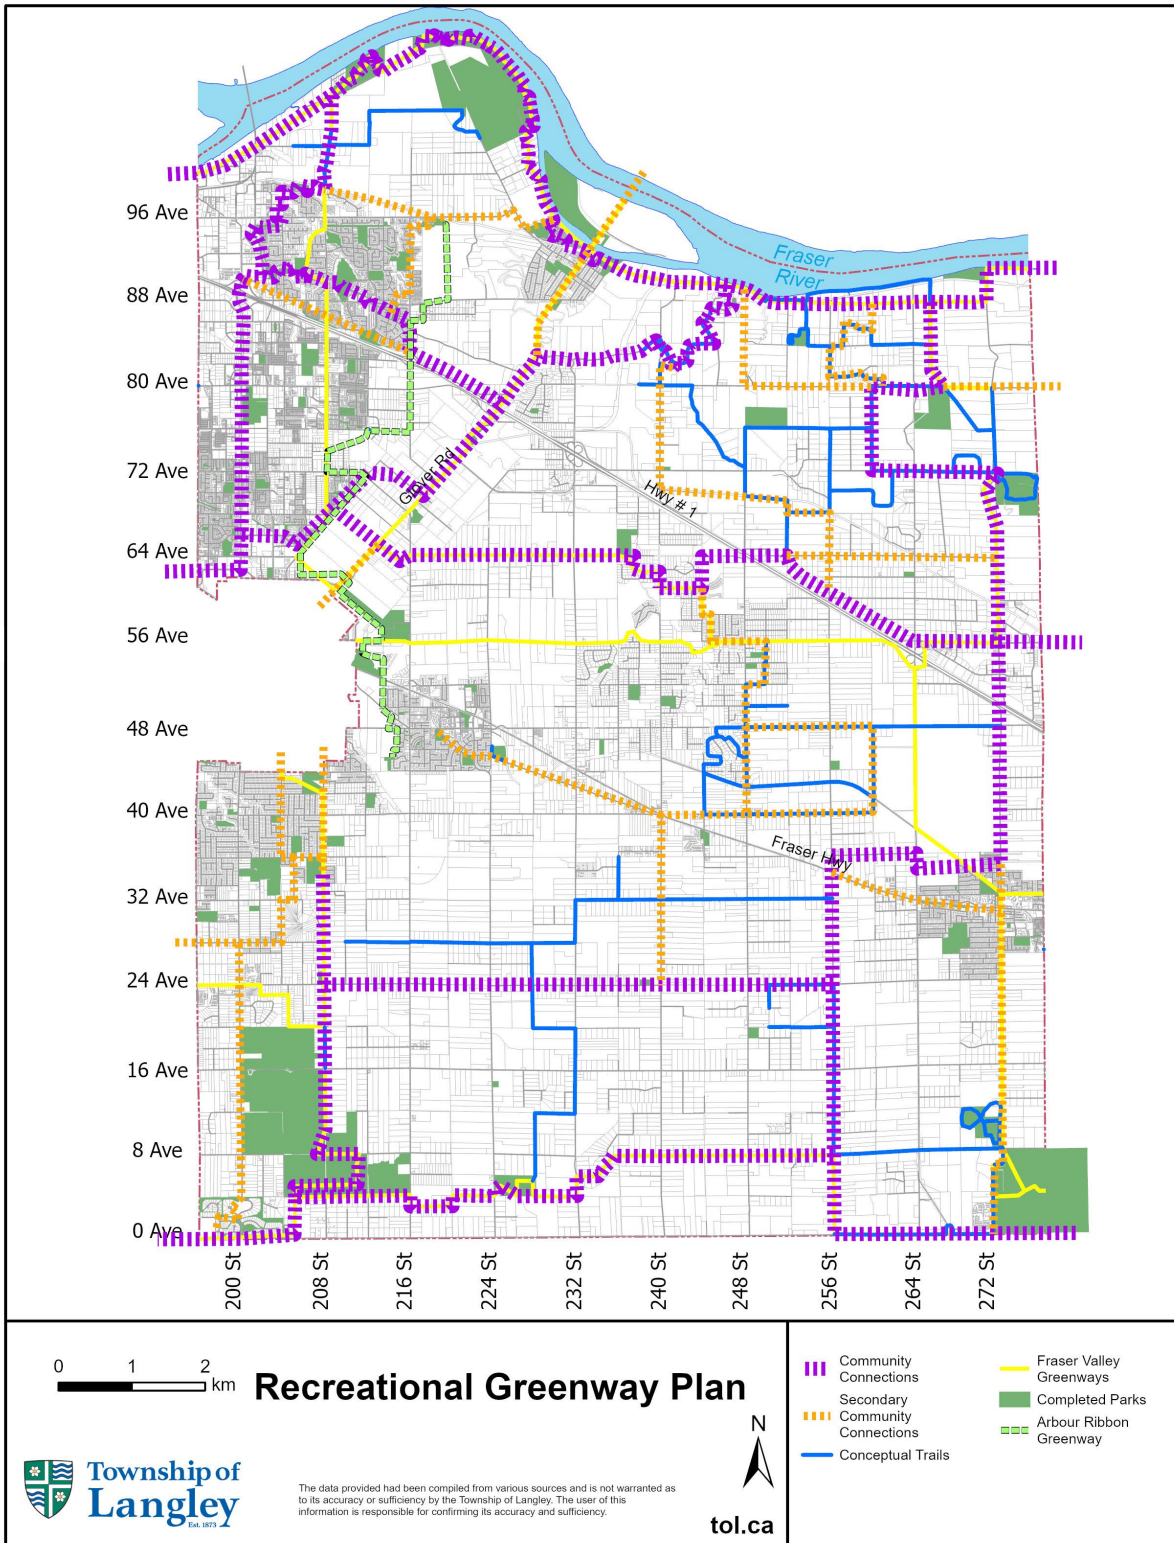 96 Ave
Fraser
River
88 Ave
80 Ave
72 Ave
Glover Rd
Hwy # 1
64 Ave
56 Ave
48 Ave
40 Ave
Fraser Hwy
32 Ave
24 Ave
16 Ave
8 Ave
0 Ave
200 St
208 St
216 St
224 St
232 St
240 St
248 St
256 St
264 St
272 St
0 1 2
km
Recreational Greenway Plan
N
Township of
Langley
Est. 1873
The data provided had been compiled from various sources and is not warranted as
to its accuracy or sufficiency by the Township of Langley. The user of this
information is responsible for confirming its accuracy and sufficiency.
tol.ca
Community
Connections
Secondary
Community
Connections
Conceptual Trails
Fraser Valley
Greenways
Completed Parks
Arbour Ribbon
Greenway